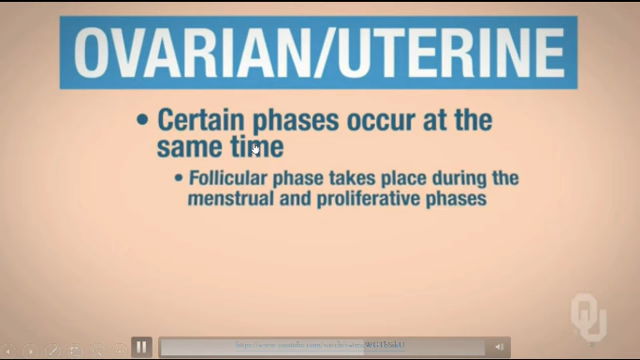 OVARIAN/UTERINE
• Certain phases occur at the
same time
• Follicular phase takes place during the
menstrual and proliferative phases
OU